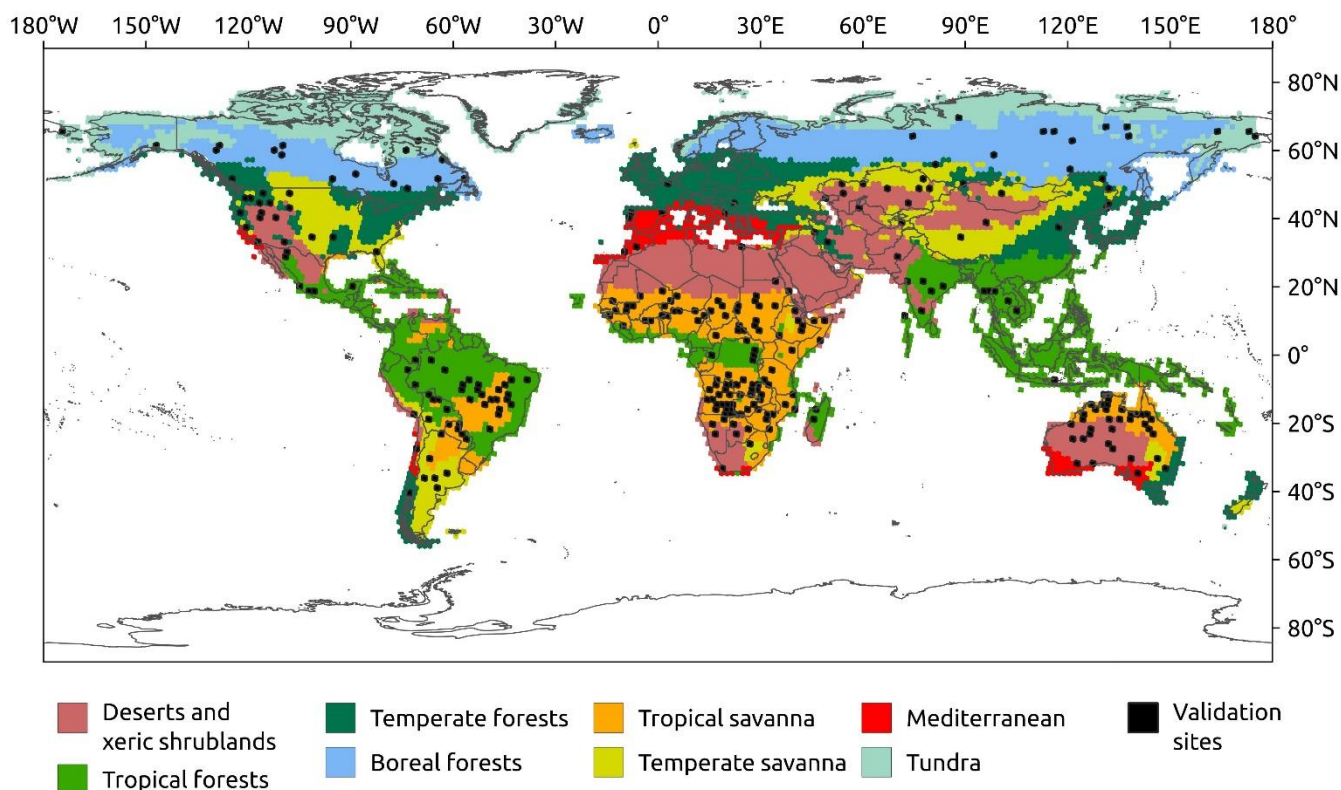 180°W 150°W 120°W 90°W 60°W 30°W 0° 30°E 60°E 90°E 120°E 150°E 180°
80°N
60°N
40°N
20°N
0°
20°S
40°S
60°S
80°S
Deserts and
xeric shrublands
Tropical forests
Temperate forests
Boreal forests
Tropical savanna
Temperate savanna
Mediterranean
Tundra
Validation
sites